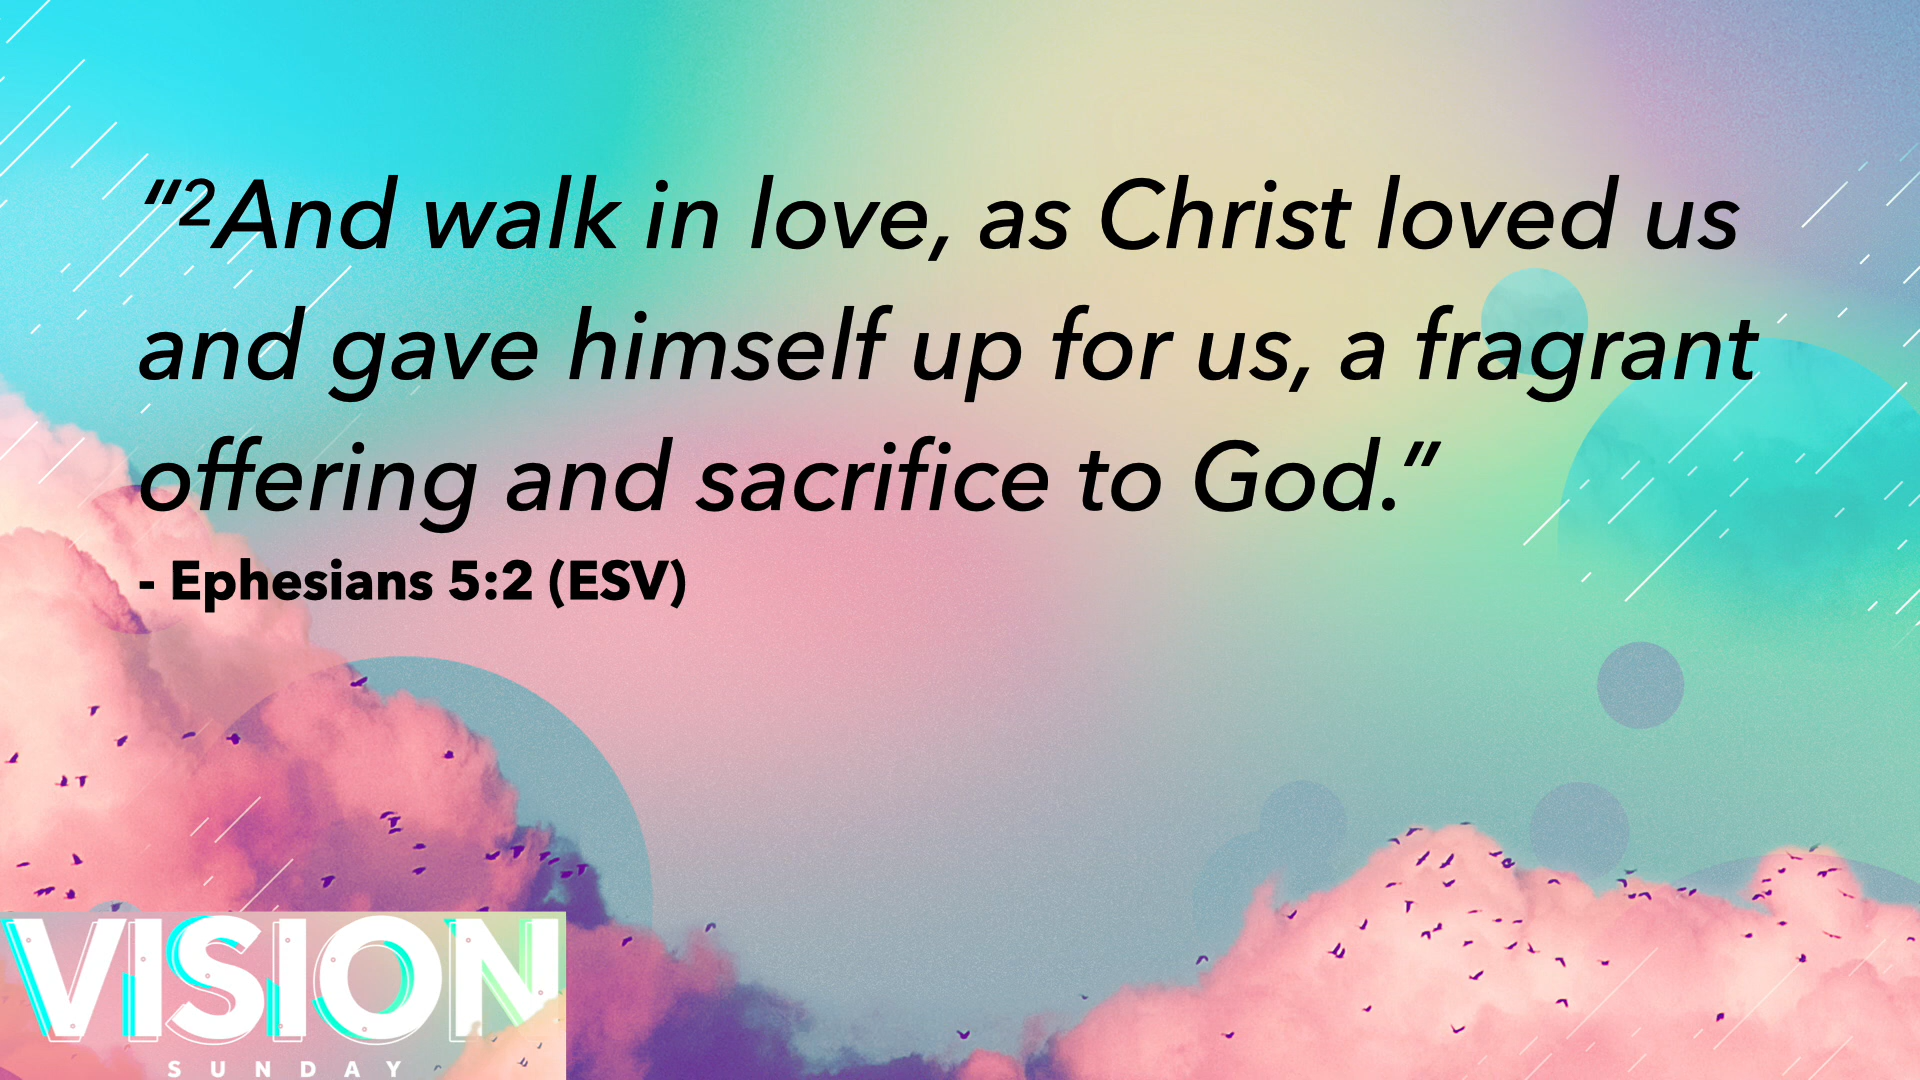 “²And walk in love, as Christ loved us
and gave himself up for us, a fragrant
offering and sacrifice to God.”
- Ephesians 5:2 (ESV)
VISION
SUNDAY